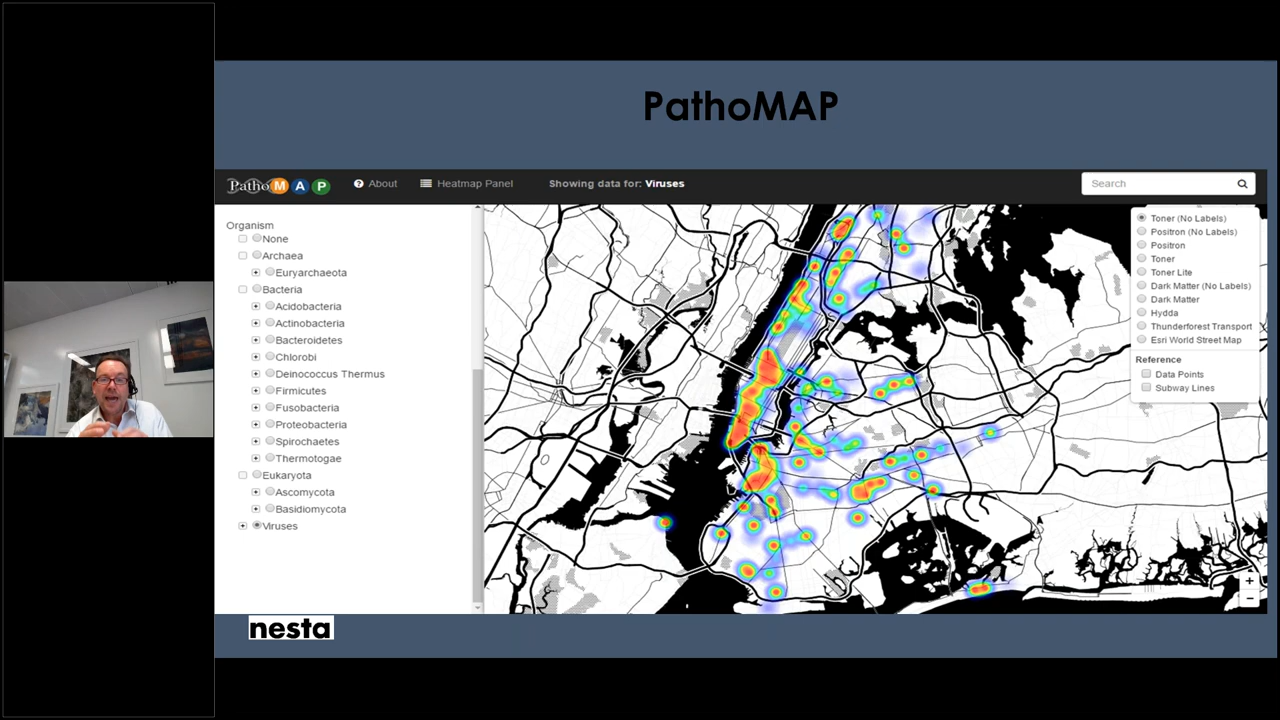 PathoMAP
PathoMAP
About
Heatmap Panel
Showing data for: Viruses
Search
Organism
None
Archaea
Euryarchaeota
Bacteria
Acidobacteria
Actinobacteria
Bacteroidetes
Chlorobi
Deinococcus Thermus
Firmicutes
Fusobacteria
Proteobacteria
Spirochaetes
Thermotogae
Eukaryota
Ascomycota
Basidiomycota
Viruses
Toner (No Labels)
Positron (No Labels)
Positron
Toner
Toner Lite
Dark Matter (No Labels)
Dark Matter
Hydda
Thunderforest Transport
Esri World Street Map
Reference
Data Points
Subway Lines
nesta